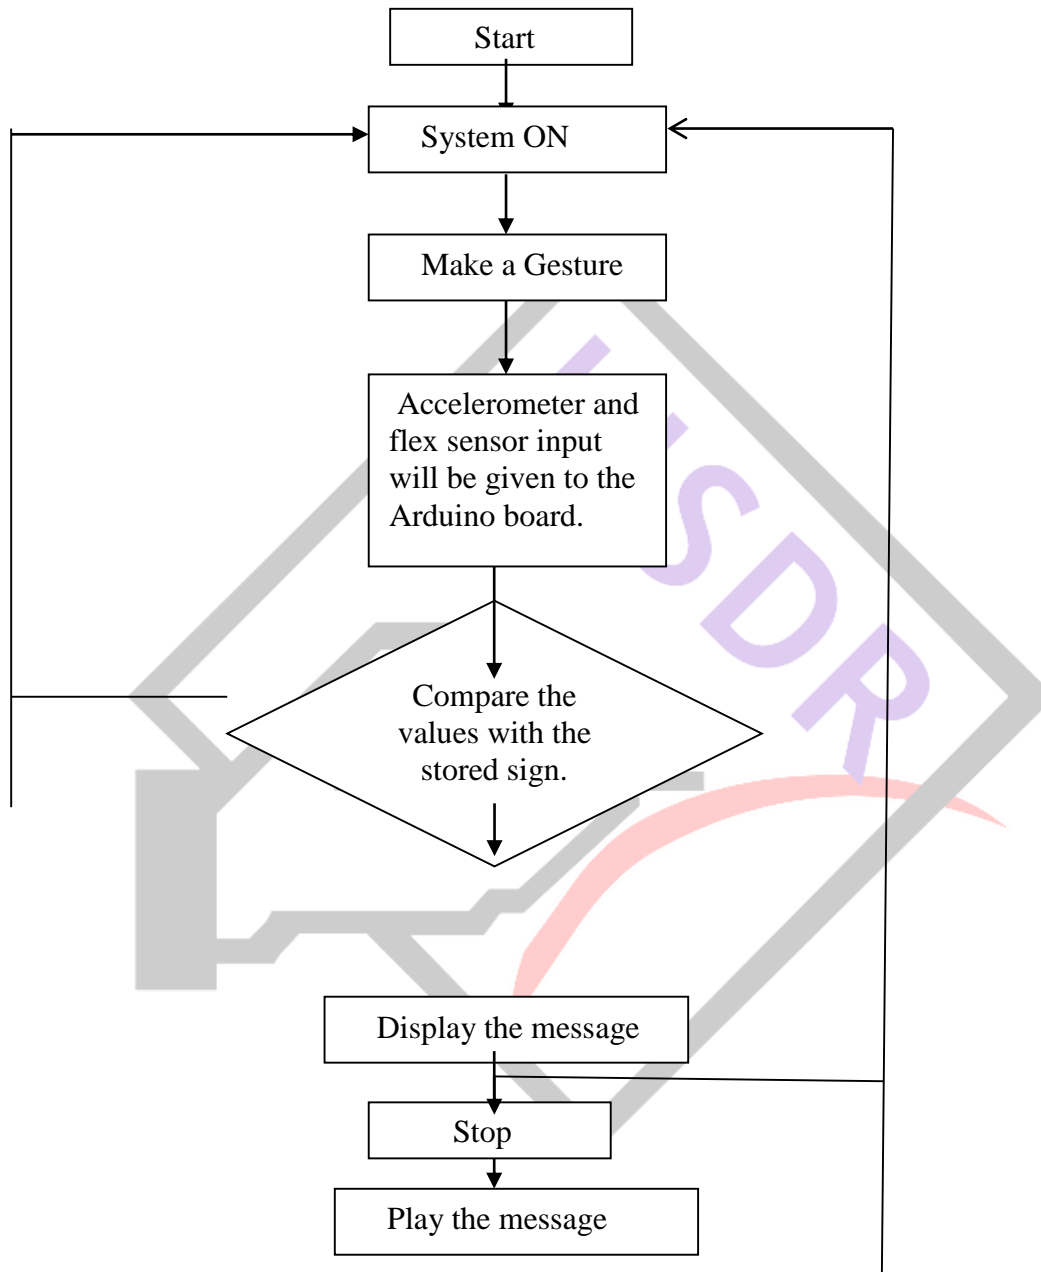 Start
System ON
Make a Gesture
Accelerometer and
flex sensor input
will be given to the
Arduino board.
Compare the
values with the
stored sign.
Display the message
Stop
Play the message